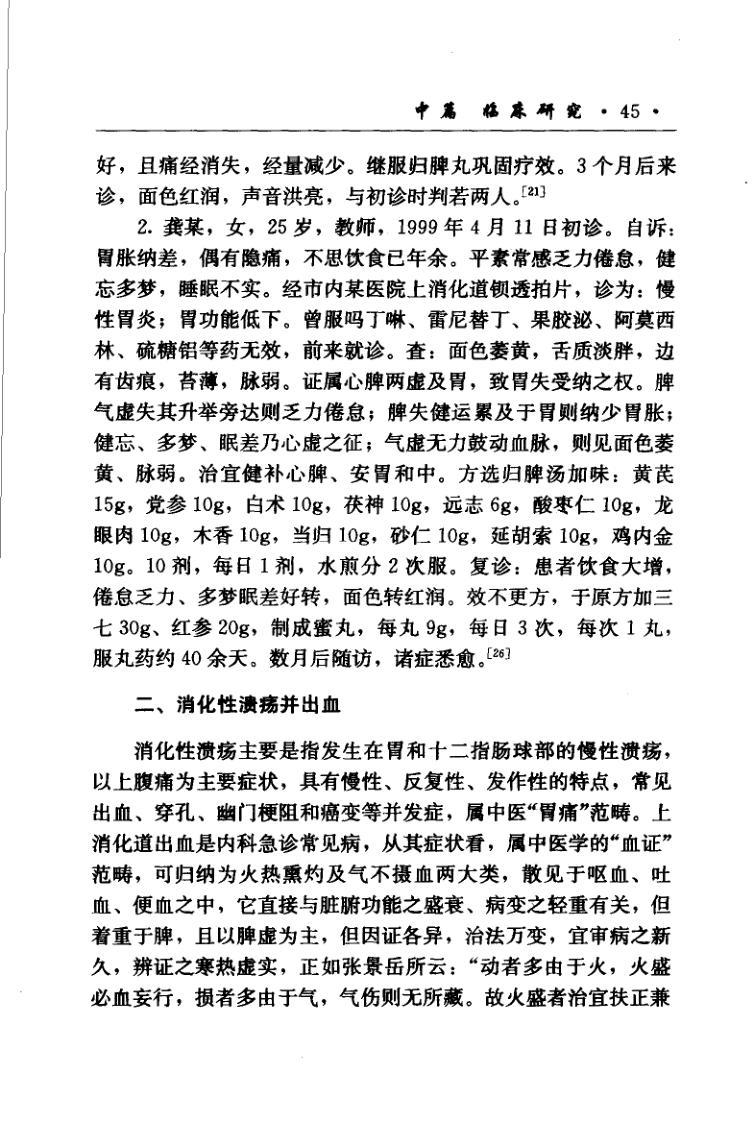 中篇 临床研究 · 45 ·
好，且痛经消失，经量减少。继服归脾丸巩固疗效。3 个月后来
诊，面色红润，声音洪亮，与初诊时判若两人。[21]
2. 龚某，女，25 岁，教师，1999 年 4 月 11 日初诊。自诉：
胃胀纳差，偶有隐痛，不思饮食已年余。平素常感乏力倦怠，健
忘多梦，睡眠不实。经市内某医院上消化道钡透拍片，诊为：慢
性胃炎；胃功能低下。曾服吗丁啉、雷尼替丁、果胶泌、阿莫西
林、硫糖铝等药无效，前来就诊。查：面色萎黄，舌质淡胖，边
有齿痕，苔薄，脉弱。证属心脾两虚及胃，致胃失受纳之权。脾
气虚失其升举旁达则乏力倦怠；脾失健运累及于胃则纳少胃胀；
健忘、多梦、眠差乃心虚之征；气虚无力鼓动血脉，则见面色萎
黄、脉弱。治宜健补心脾、安胃和中。方选归脾汤加味：黄芪
15g，党参 10g，白术 10g，茯神 10g，远志 6g，酸枣仁 10g，龙
眼肉 10g，木香 10g，当归 10g，砂仁 10g，延胡索 10g，鸡内金
10g。10 剂，每日 1 剂，水煎分 2 次服。复诊：患者饮食大增，
倦怠乏力、多梦眠差好转，面色转红润。效不更方，于原方加三
七 30g、红参 20g，制成蜜丸，每丸 9g，每日 3 次，每次 1 丸，
服丸药约 40 余天。数月后随访，诸症悉愈。[26]
二、消化性溃疡并出血
消化性溃疡主要是指发生在胃和十二指肠球部的慢性溃疡，
以上腹痛为主要症状，具有慢性、反复性、发作性的特点，常见
出血、穿孔、幽门梗阻和癌变等并发症，属中医“胃痛”范畴。上
消化道出血是内科急诊常见病，从其症状看，属中医学的“血证”
范畴，可归纳为火热熏灼及气不摄血两大类，散见于呕血、吐
血、便血之中，它直接与脏腑功能之盛衰、病变之轻重有关，但
着重于脾，且以脾虚为主，但因证各异，治法万变，宜审病之新
久，辨证之寒热虚实，正如张景岳所云：“动者多由于火，火盛
必血妄行，损者多由于气，气伤则无所藏。故火盛者治宜扶正兼